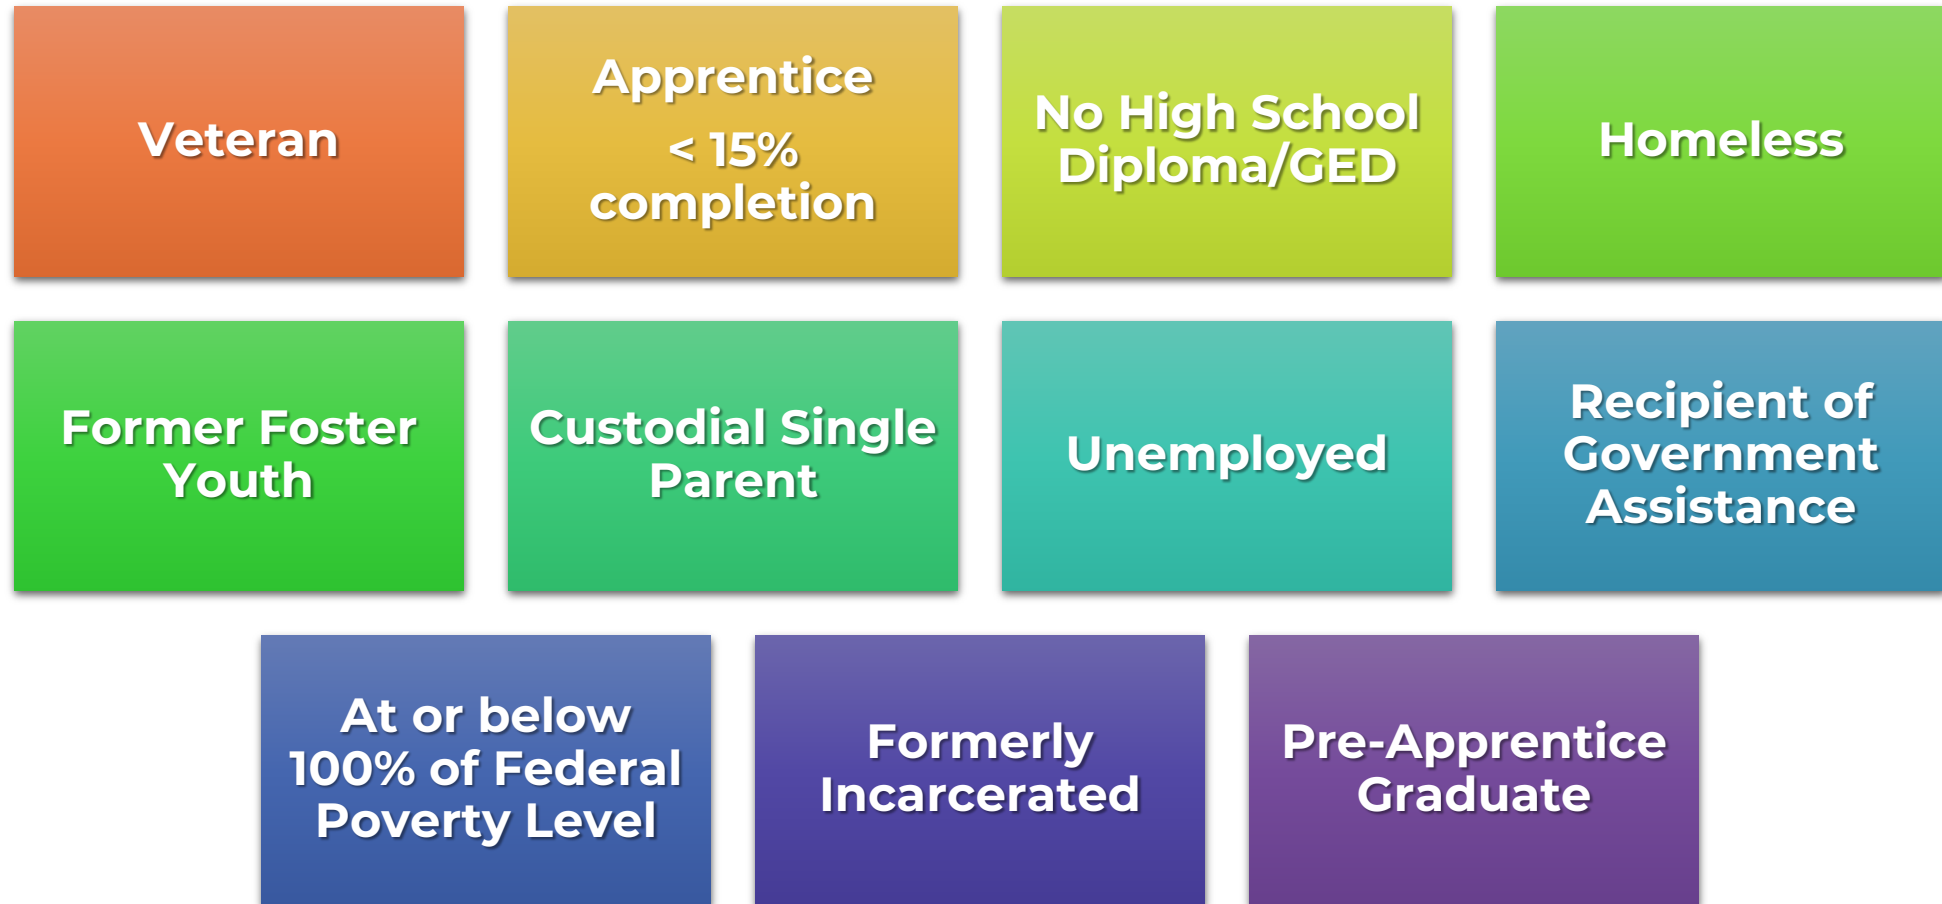 Veteran
Apprentice
< 15%
completion
No High School
Diploma/GED
Homeless
Former Foster
Youth
Custodial Single
Parent
Unemployed
Recipient of
Government
Assistance
At or below
100% of Federal
Poverty Level
Formerly
Incarcerated
Pre-Apprentice
Graduate